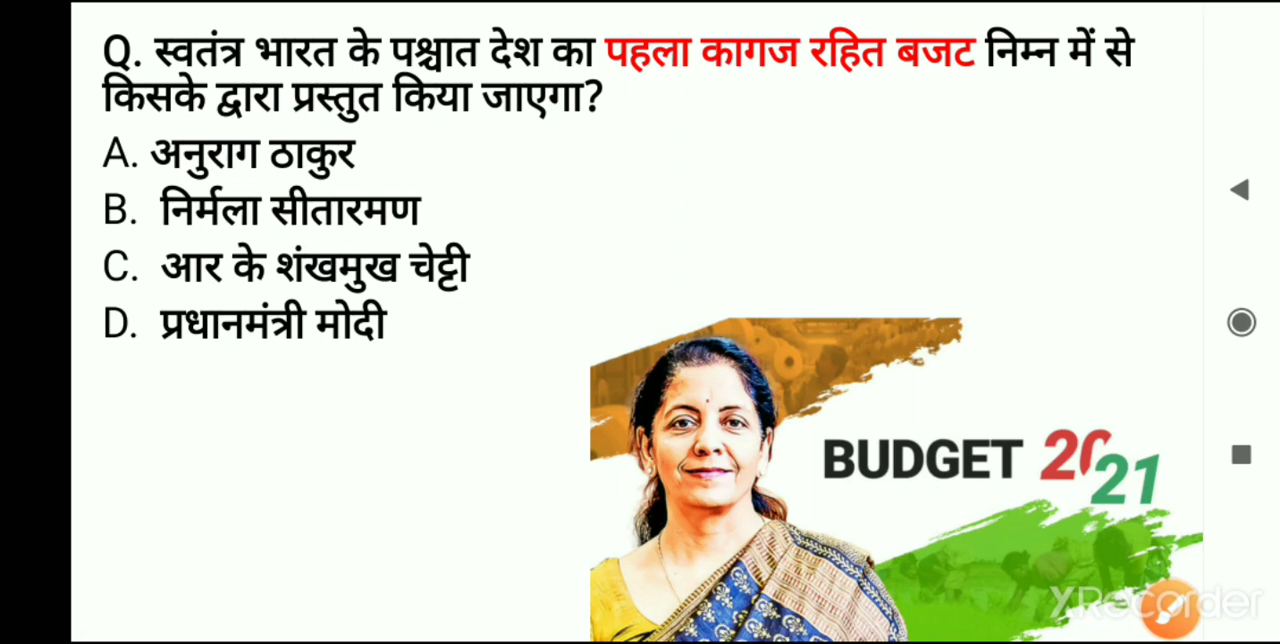 Q. स्वतंत्र भारत के पश्चात देश का पहला कागज रहित बजट निम्न में से
किसके द्वारा प्रस्तुत किया जाएगा?
A. अनुराग ठाकुर
B. निर्मला सीतारमण
C. आर के शंखमुख चेट्टी
D. प्रधानमंत्री मोदी
BUDGET 2021
XRecorder